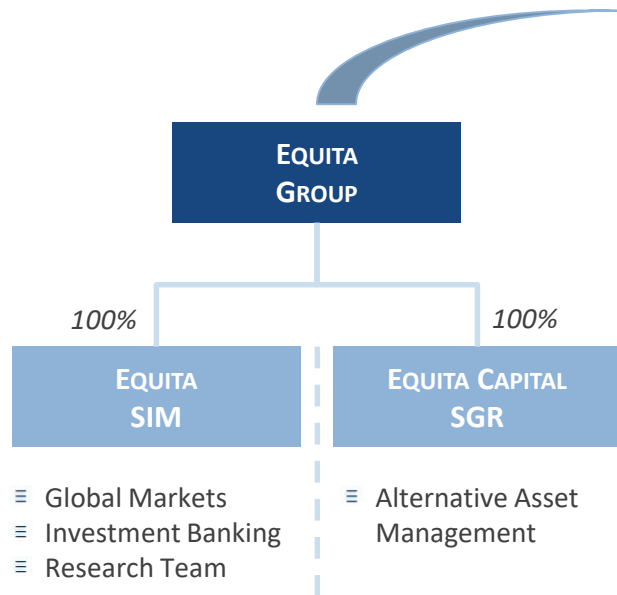 EQUITA
GROUP
100%
100%
EQUITA
SIM
EQUITA CAPITAL
SGR
Global Markets
Investment Banking
Research Team
Alternative Asset
Management